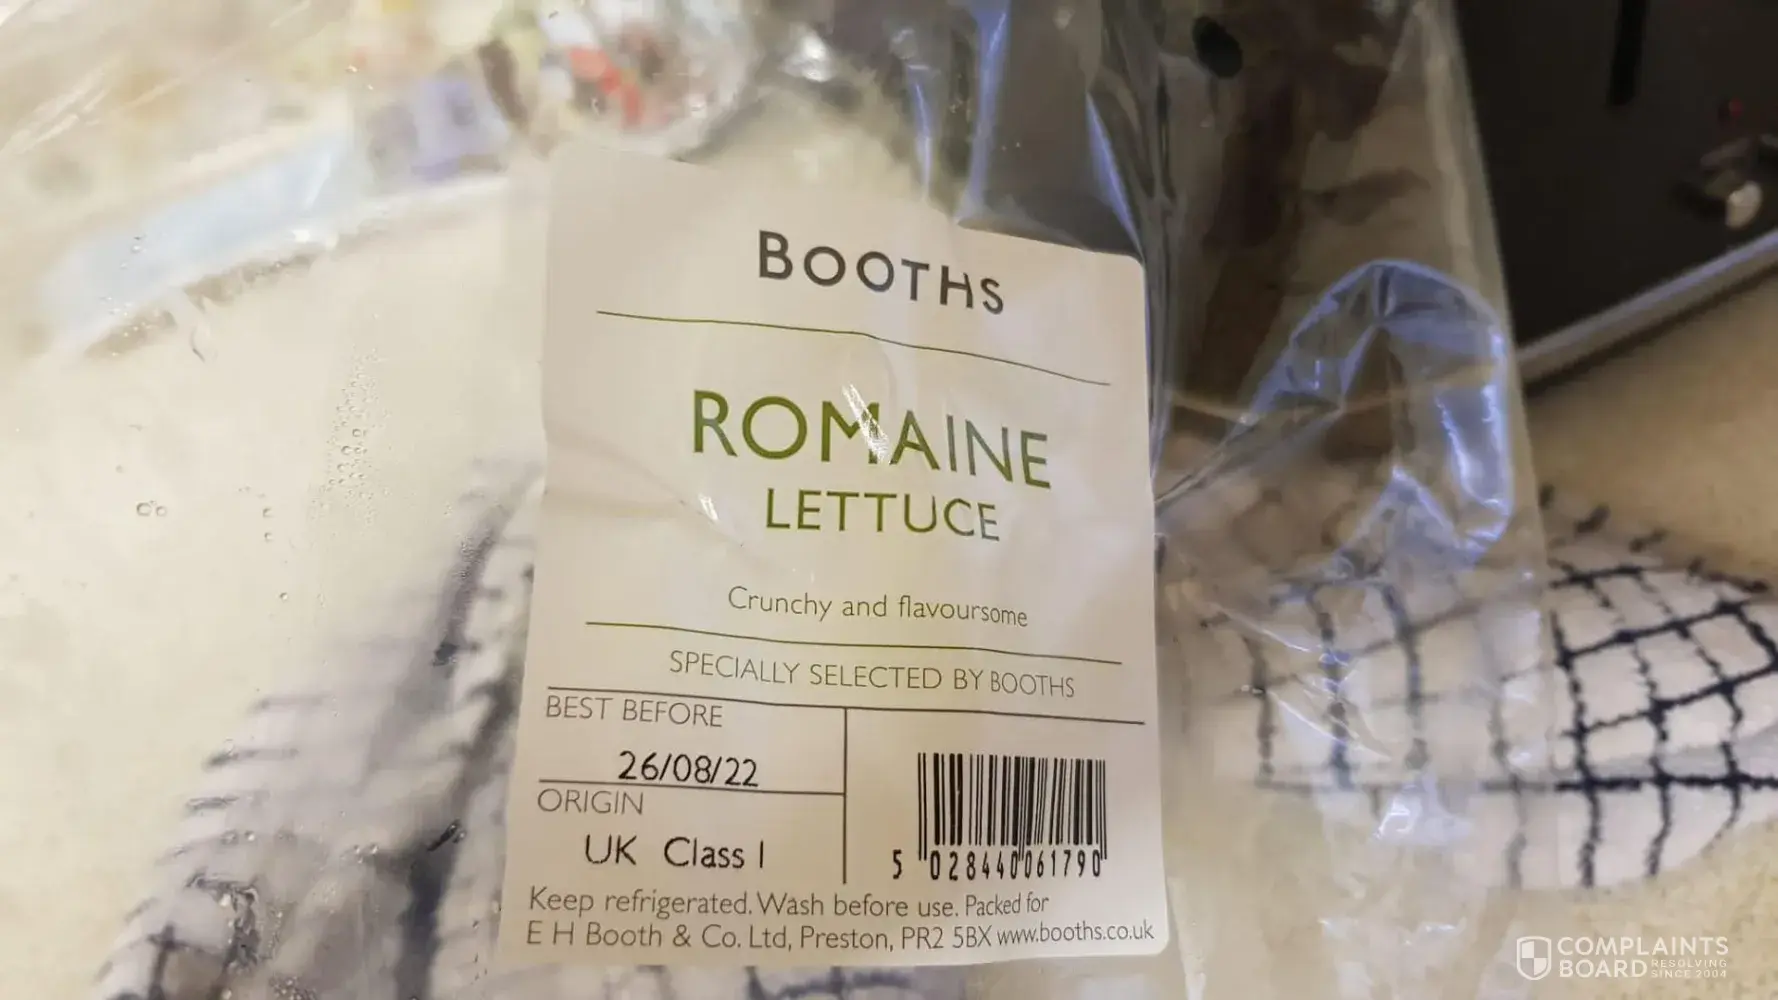 BOOTHS
ROMAINE
LETTUCE
Crunchy and flavoursome
SPECIALLY SELECTED BY BOOTHS
BEST BEFORE
26/08/22
ORIGIN
UK Class I
5 028440 061790
Keep refrigerated. Wash before use. Packed for
E H Booth & Co. Ltd, Preston, PR2 5BX www.booths.co.uk
COMPLAINTS
BOARD RESOLVING
SINCE 2004